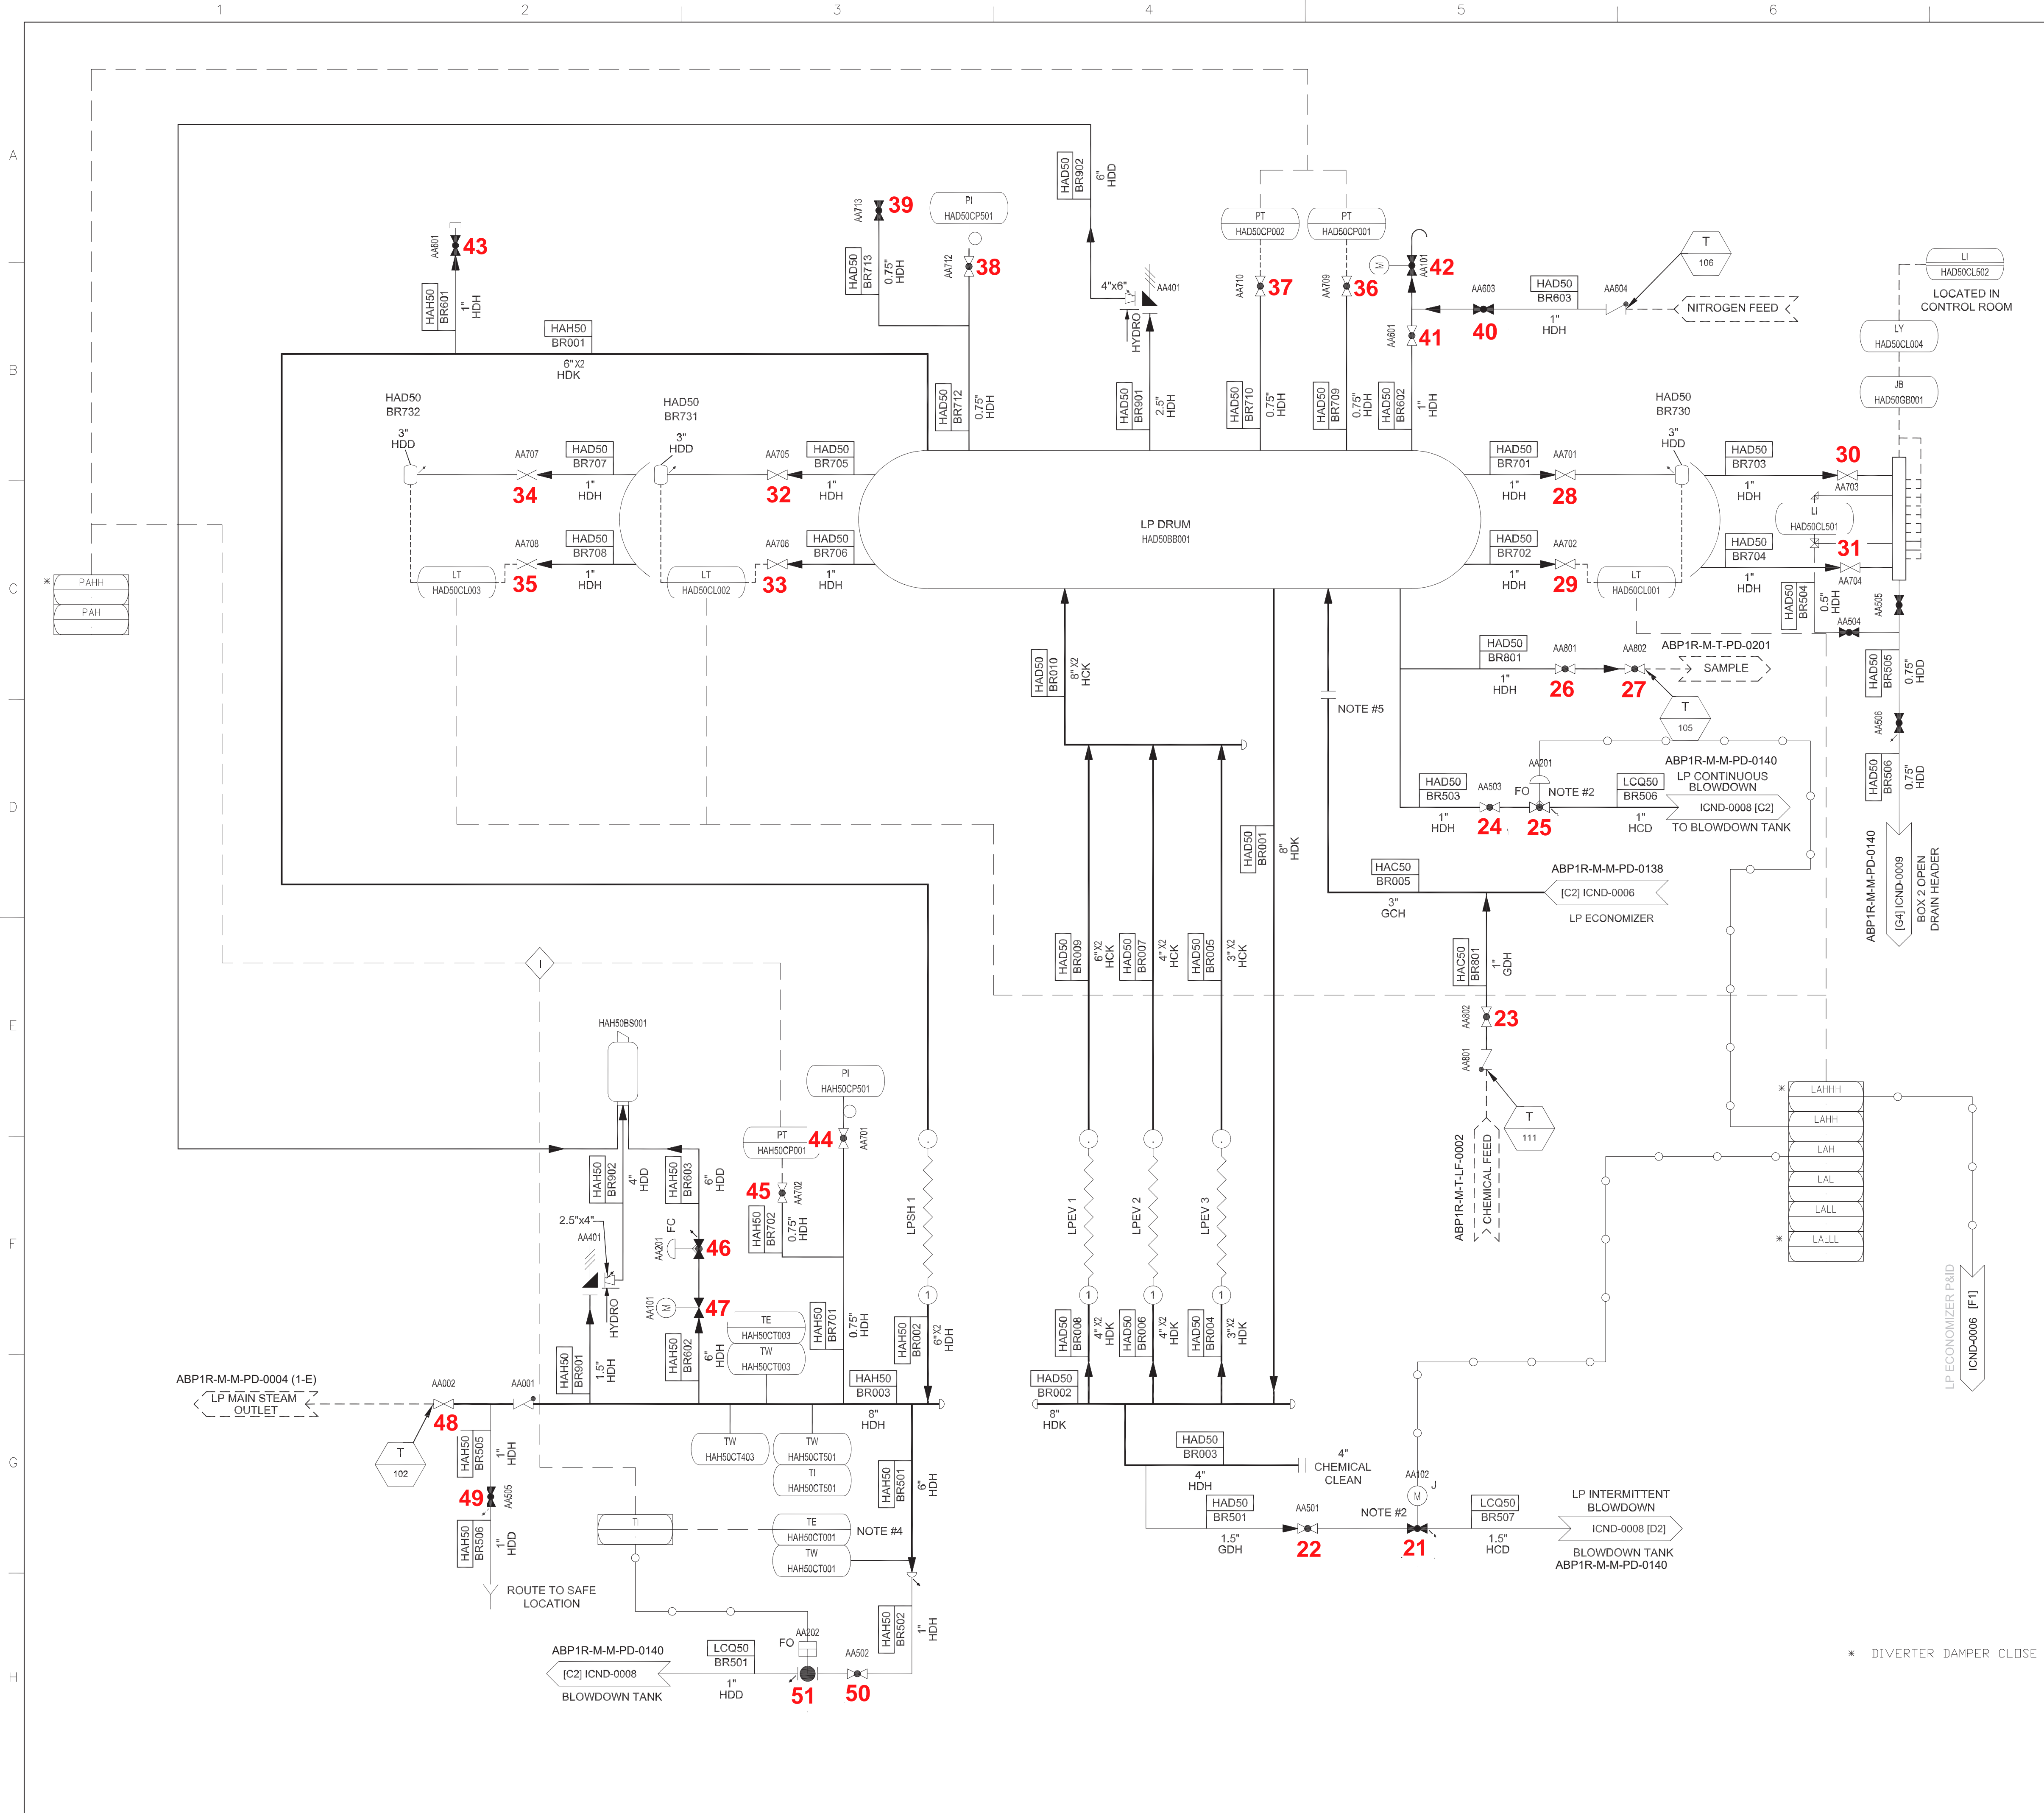 1
2
3
4
5
6
A
B
C
D
E
F
G
H
HAD50
BR902
6"
HDD
AA713
39
PI
HAD50CP501
HAD50
BR713
0.75"
HDH
AA712
38
AA601
43
HAH50
BR601
1"
HDH
HAH50
BR001
6"X2
HDK
4"x6"
AA401
HYDRO
PT
HAD50CP002
PT
HAD50CP001
AA710
37
AA709
36
M
AA101
42
AA601
41
AA603
40
HAD50
BR603
1"
HDH
AA604
T
106
NITROGEN FEED
LI
HAD50CL502
LOCATED IN
CONTROL ROOM
LY
HAD50CL004
JB
HAD50GB001
HAD50
BR712
0.75"
HDH
HAD50
BR901
2.5"
HDH
HAD50
BR710
0.75"
HDH
HAD50
BR709
0.75"
HDH
HAD50
BR602
1"
HDH
HAD50
BR732
3"
HDD
AA707
34
HAD50
BR707
1"
HDH
HAD50
BR731
3"
HDD
AA705
32
HAD50
BR705
1"
HDH
HAD50
BR701
1"
HDH
AA701
28
HAD50
BR730
3"
HDD
HAD50
BR703
1"
HDH
30
AA703
LT
HAD50CL003
AA708
35
HAD50
BR708
1"
HDH
LT
HAD50CL002
AA706
33
HAD50
BR706
1"
HDH
LP DRUM
HAD50BB001
HAD50
BR702
1"
HDH
AA702
29
LT
HAD50CL001
HAD50
BR704
1"
HDH
LI
HAD50CL501
31
AA704
HAD50
BR504
0.5"
HDH
AA504
AA505
* PAHH
PAH
HAD50
BR010
8"X2
HCK
NOTE #5
HAD50
BR801
1"
HDH
AA801
26
AA802
27
ABP1R-M-T-PD-0201
SAMPLE
T
105
HAD50
BR505
0.75"
HDD
AA506
HAD50
BR506
0.75"
HDD
HAD50
BR503
1"
HDH
AA503
24
AA201
FO
NOTE #2
25
LCQ50
BR506
1"
HCD
ABP1R-M-M-PD-0140
LP CONTINUOUS
BLOWDOWN
ICND-0008 [C2]
TO BLOWDOWN TANK
HAD50
BR001
8"
HDK
HAC50
BR005
3"
GCH
ABP1R-M-M-PD-0138
[C2] ICND-0006
LP ECONOMIZER
ABP1R-M-M-PD-0140
[G4] ICND-0009
BOX 2 OPEN
DRAIN HEADER
I
HAD50
BR009
6"X2
HCK
HAD50
BR007
4"X2
HCK
HAD50
BR005
3"X2
HCK
HAC50
BR801
1"
GDH
AA802
23
AA801
T
111
ABP1R-M-T-LF-0002
CHEMICAL FEED
HAH50BS001
PI
HAH50CP501
44
AA701
PT
HAH50CP001
45
AA702
HAH50
BR702
0.75"
HDH
HAH50
BR902
4"
HDD
HAH50
BR603
6"
HDD
2.5"x4"
AA401
HYDRO
FC
AA201
46
M
AA101
47
HAH50
BR901
1.5"
HDH
HAH50
BR602
6"
HDH
TE
HAH50CT003
TW
HAH50CT003
HAH50
BR701
0.75"
HDH
LPSH 1
1
HAH50
BR002
6"X2
HDH
LPEV 1
1
LPEV 2
1
LPEV 3
1
HAD50
BR008
4"X2
HDK
HAD50
BR006
4"X2
HDK
HAD50
BR004
3"X2
HDK
* LAHHH
LAHH
LAH
LAL
LALL
* LALLL
LP ECONOMIZER P&ID
ICND-0006 [F1]
ABP1R-M-M-PD-0004 (1-E)
LP MAIN STEAM
OUTLET
AA002
48
AA001
T
102
HAH50
BR003
8"
HDH
HAD50
BR002
8"
HDK
HAH50
BR505
1"
HDH
49
AA505
HAH50
BR506
1"
HDD
ROUTE TO SAFE
LOCATION
TW
HAH50CT403
TW
HAH50CT501
TI
HAH50CT501
HAH50
BR501
6"
HDH
TI
TE
HAH50CT001
TW
HAH50CT001
NOTE #4
HAD50
BR003
4"
HDH
4"
CHEMICAL
CLEAN
HAD50
BR501
1.5"
GDH
AA501
22
NOTE #2
AA102
J
M
21
LCQ50
BR507
1.5"
HCD
LP INTERMITTENT
BLOWDOWN
ICND-0008 [D2]
BLOWDOWN TANK
ABP1R-M-M-PD-0140
HAH50
BR502
1"
HDH
ABP1R-M-M-PD-0140
[C2] ICND-0008
BLOWDOWN TANK
LCQ50
BR501
1"
HDD
FO
AA202
51
AA502
50
* DIVERTER DAMPER CLOSE